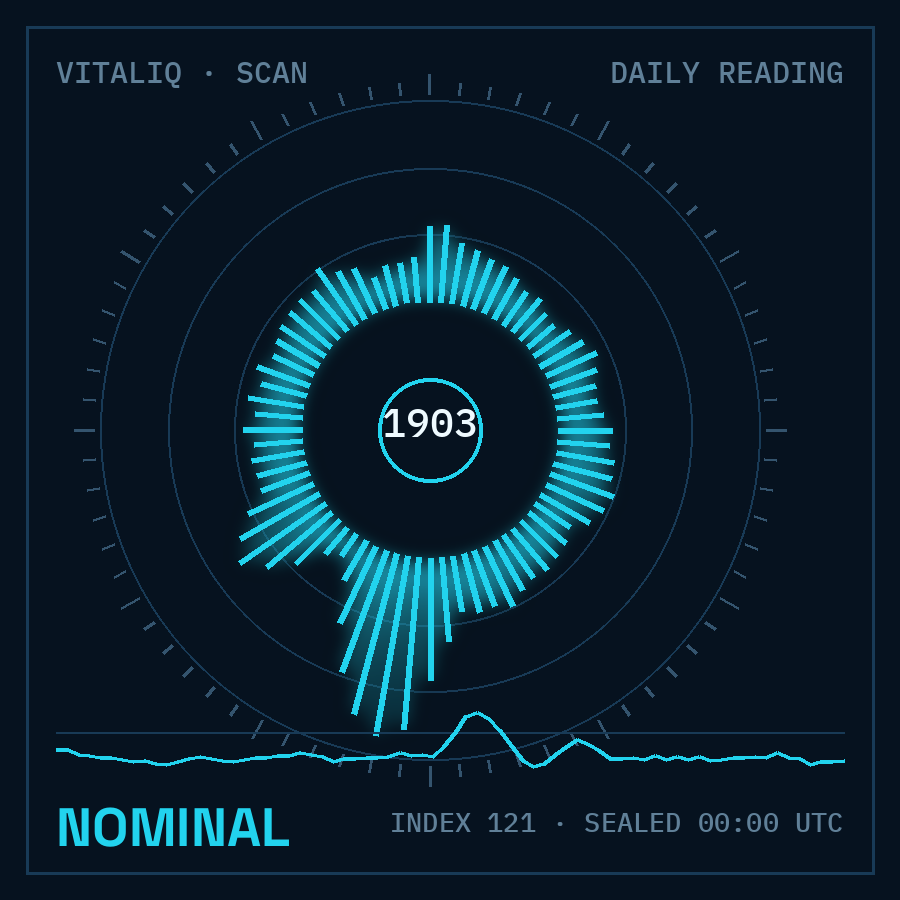 VITALIQ · SCAN
DAILY READING
1903
NOMINAL
INDEX 121 · SEALED 00:00 UTC